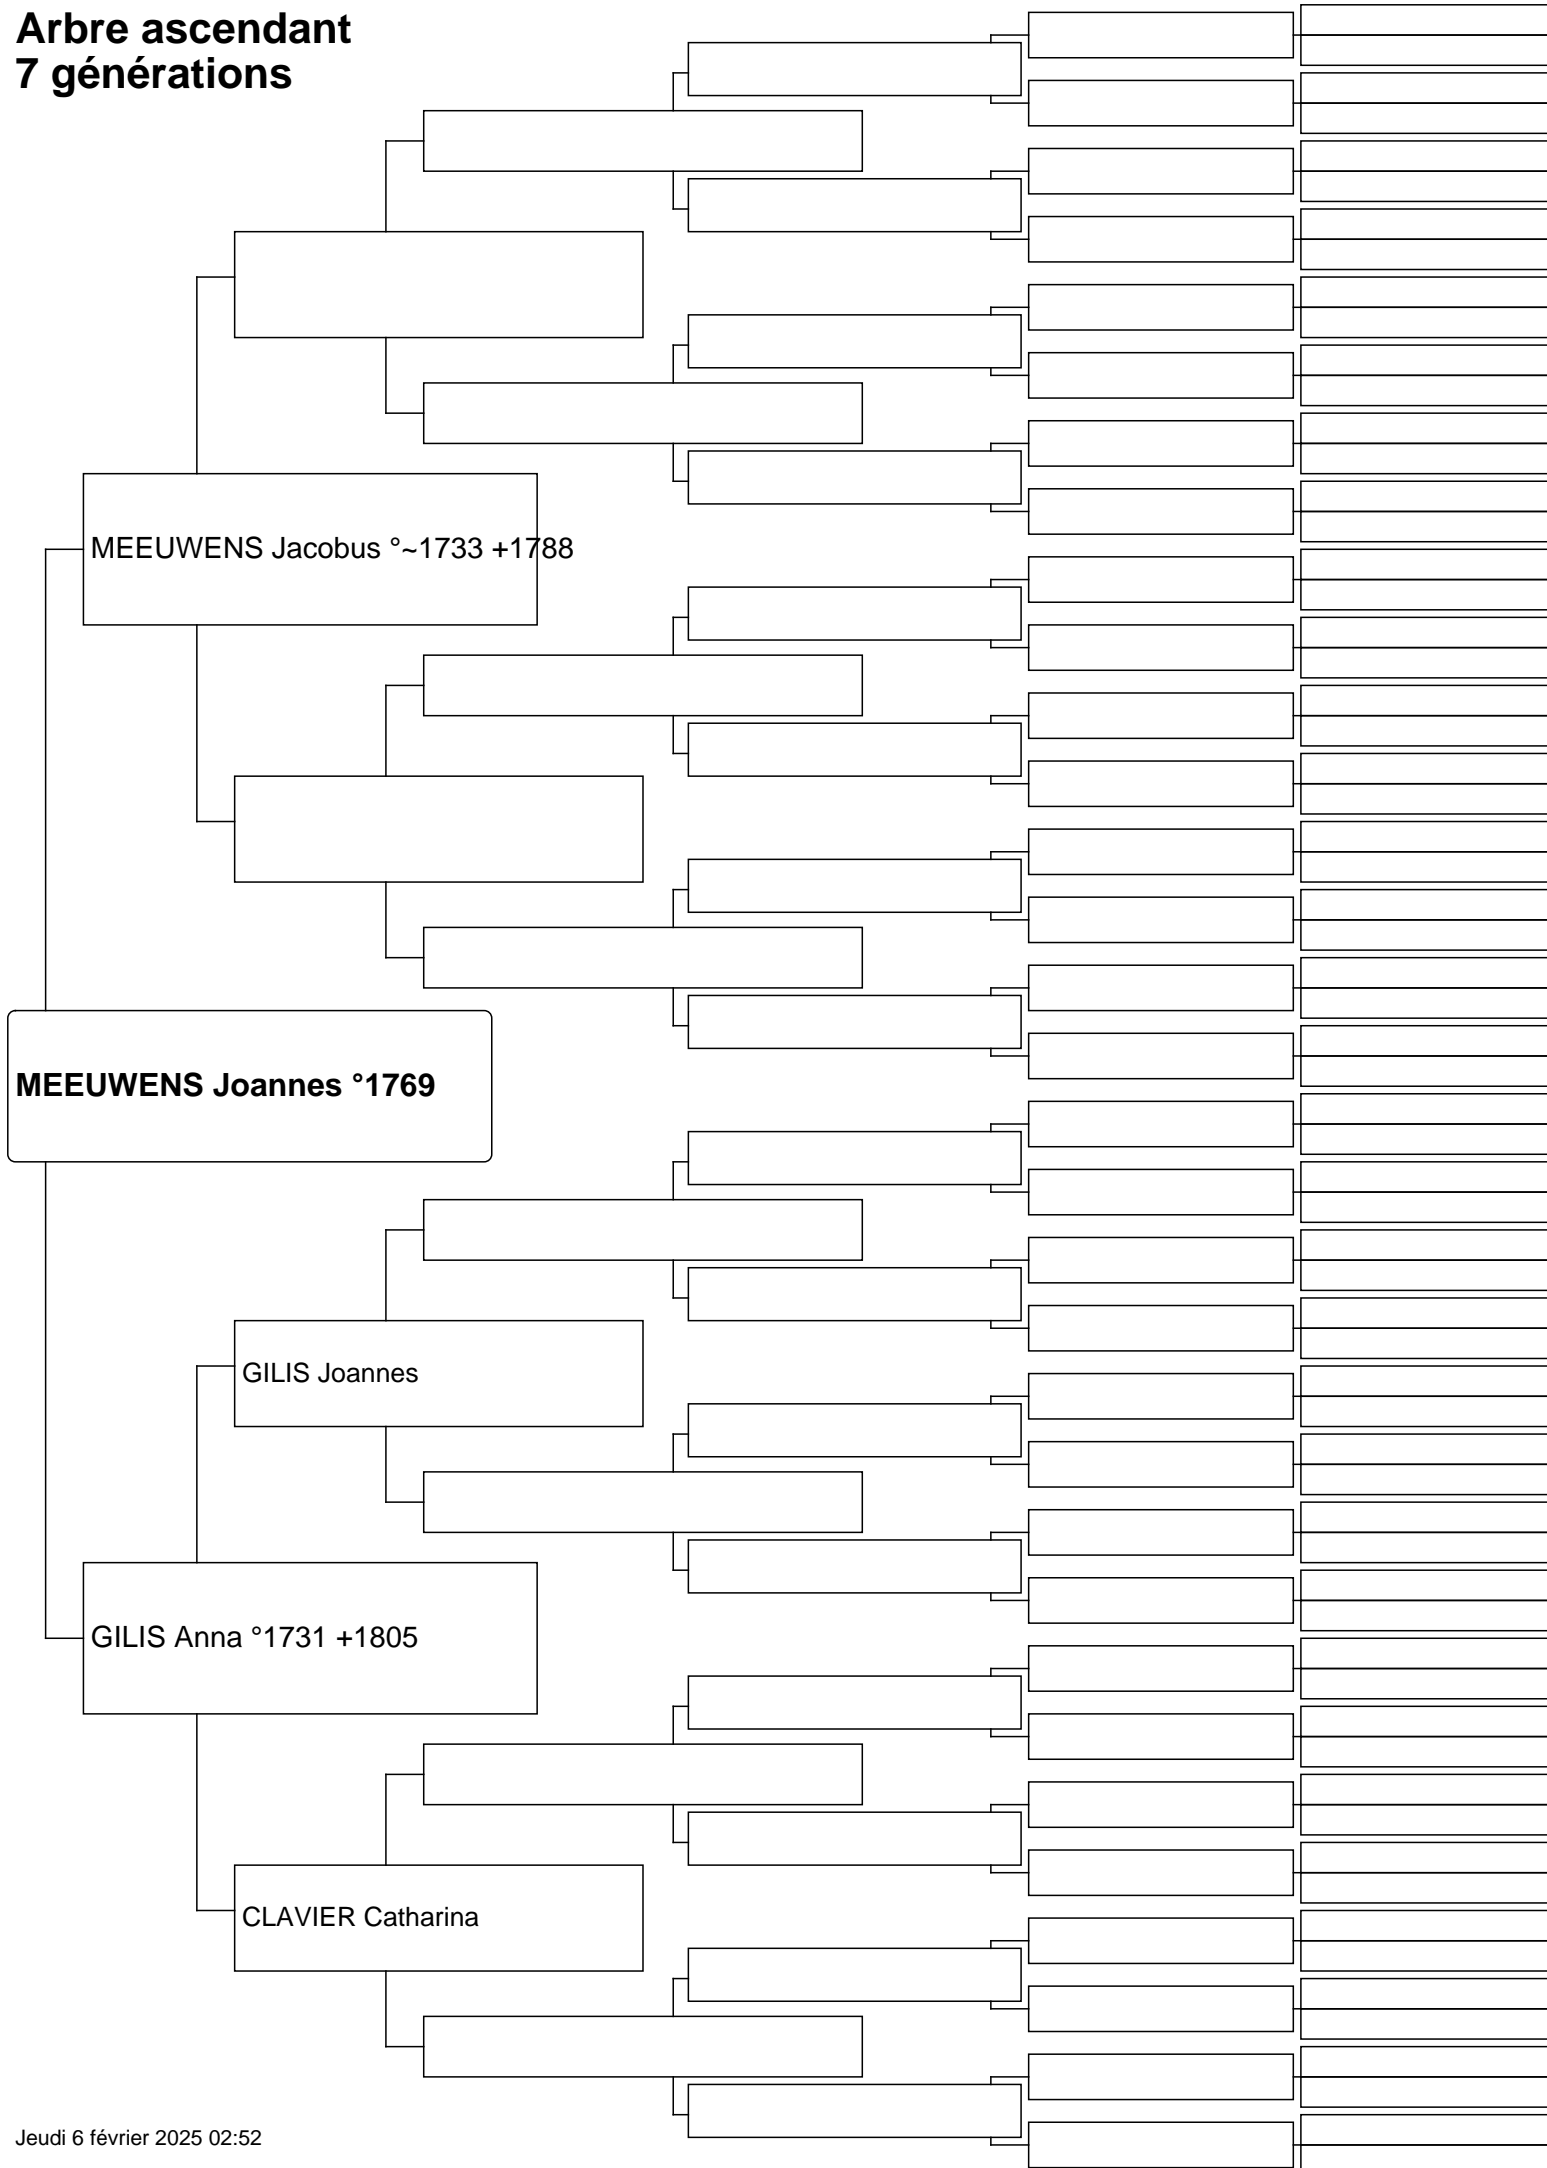 Arbre ascendant
7 générations
MEEUWENS Jacobus °~1733 +1788
MEEUWENS Joannes °1769
GILIS Joannes
GILIS Anna °1731 +1805
CLAVIER Catharina
Jeudi 6 février 2025 02:52